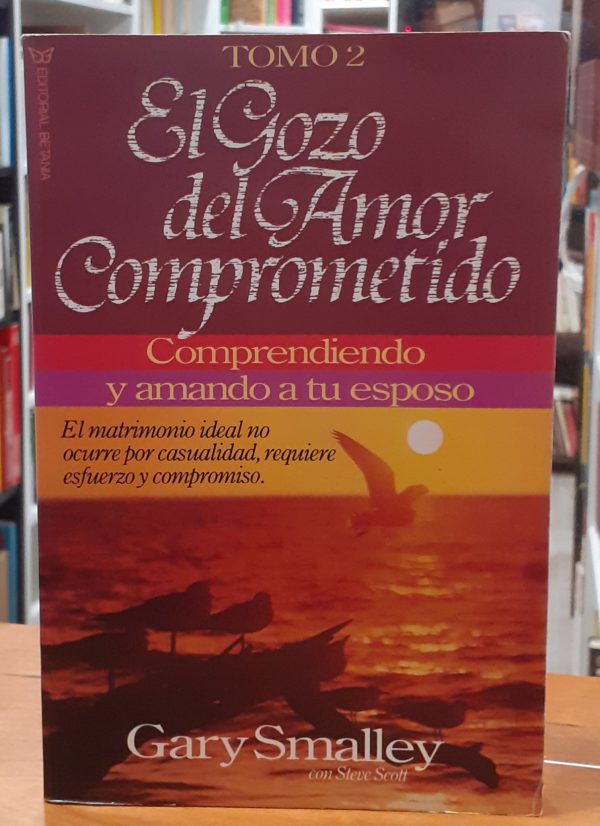 TOMO 2
EDITORIAL BETANIA
El Gozo
del Amor
Comprometido
Comprendiendo
y amando a tu esposo
El matrimonio ideal no
ocurre por casualidad, requiere
esfuerzo y compromiso.
Gary Smalley
con Steve Scott